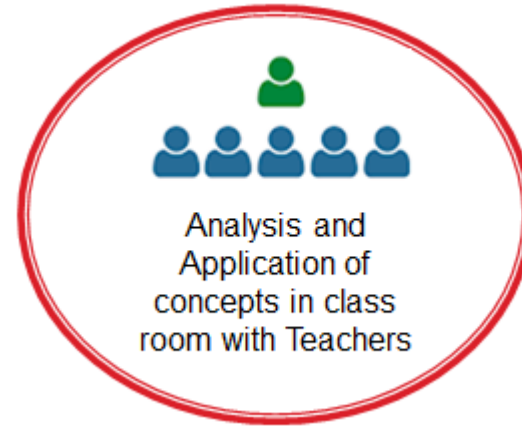 Analysis and
Application of
concepts in class
room with Teachers